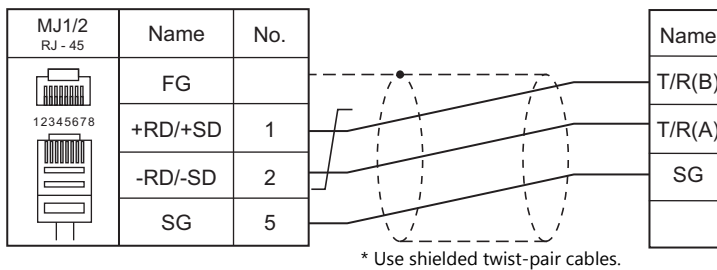 MJ1/2
RJ - 45
Name
No.
Name
FG
T/R(B)
12345678
+RD/+SD
1
T/R(A)
-RD/-SD
2
SG
SG
5
* Use shielded twist-pair cables.